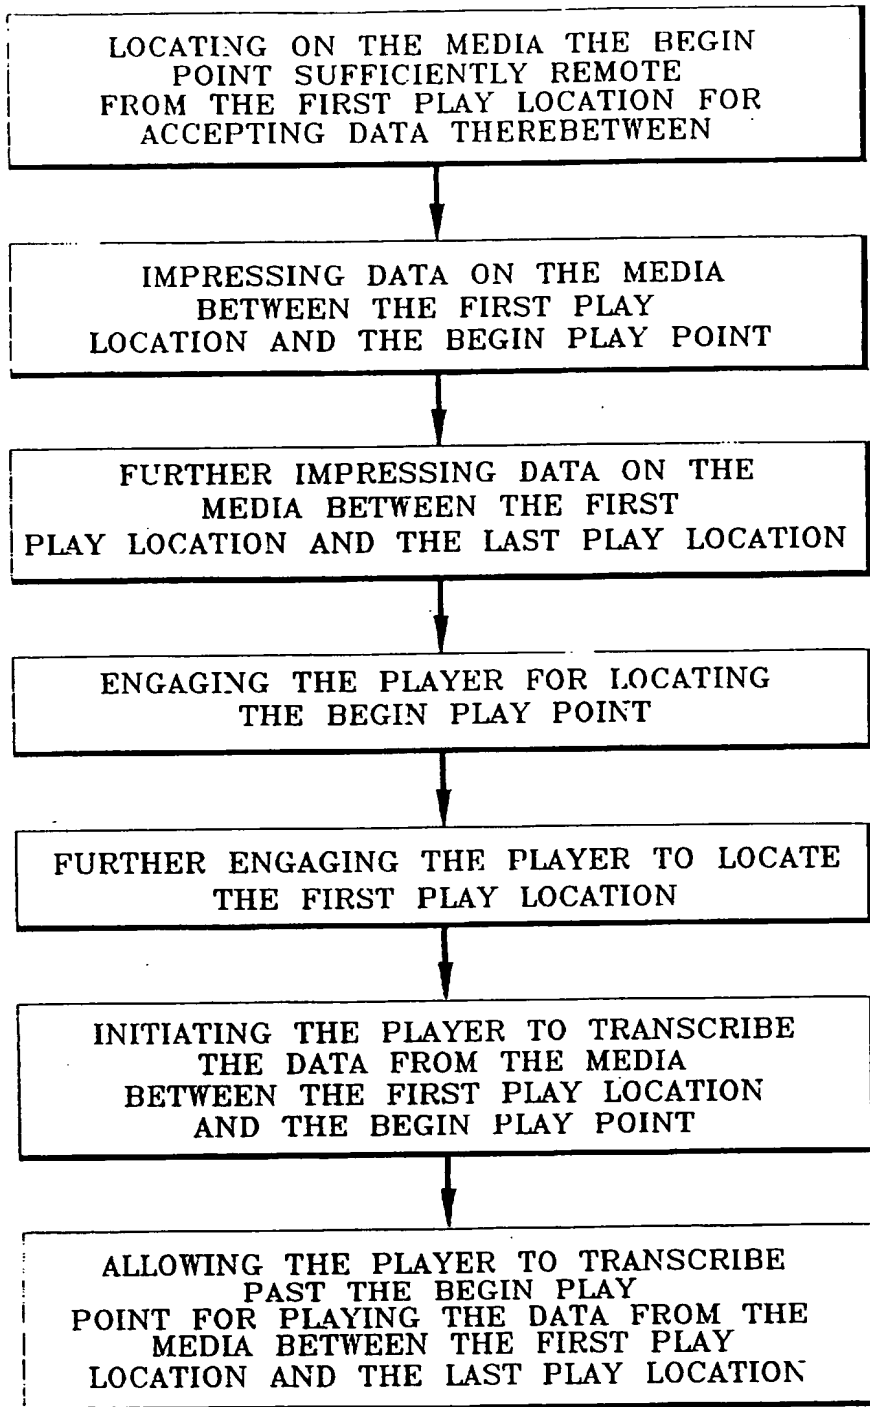 LOCATING ON THE MEDIA THE BEGIN
POINT SUFFICIENTLY REMOTE
FROM THE FIRST PLAY LOCATION FOR
ACCEPTING DATA THEREBETWEEN
IMPRESSING DATA ON THE MEDIA
BETWEEN THE FIRST PLAY
LOCATION AND THE BEGIN PLAY POINT
FURTHER IMPRESSING DATA ON THE
MEDIA BETWEEN THE FIRST
PLAY LOCATION AND THE LAST PLAY LOCATION
ENGAGING THE PLAYER FOR LOCATING
THE BEGIN PLAY POINT
FURTHER ENGAGING THE PLAYER TO LOCATE
THE FIRST PLAY LOCATION
INITIATING THE PLAYER TO TRANSCRIBE
THE DATA FROM THE MEDIA
BETWEEN THE FIRST PLAY LOCATION
AND THE BEGIN PLAY POINT
ALLOWING THE PLAYER TO TRANSCRIBE
PAST THE BEGIN PLAY
POINT FOR PLAYING THE DATA FROM THE
MEDIA BETWEEN THE FIRST PLAY
LOCATION AND THE LAST PLAY LOCATION